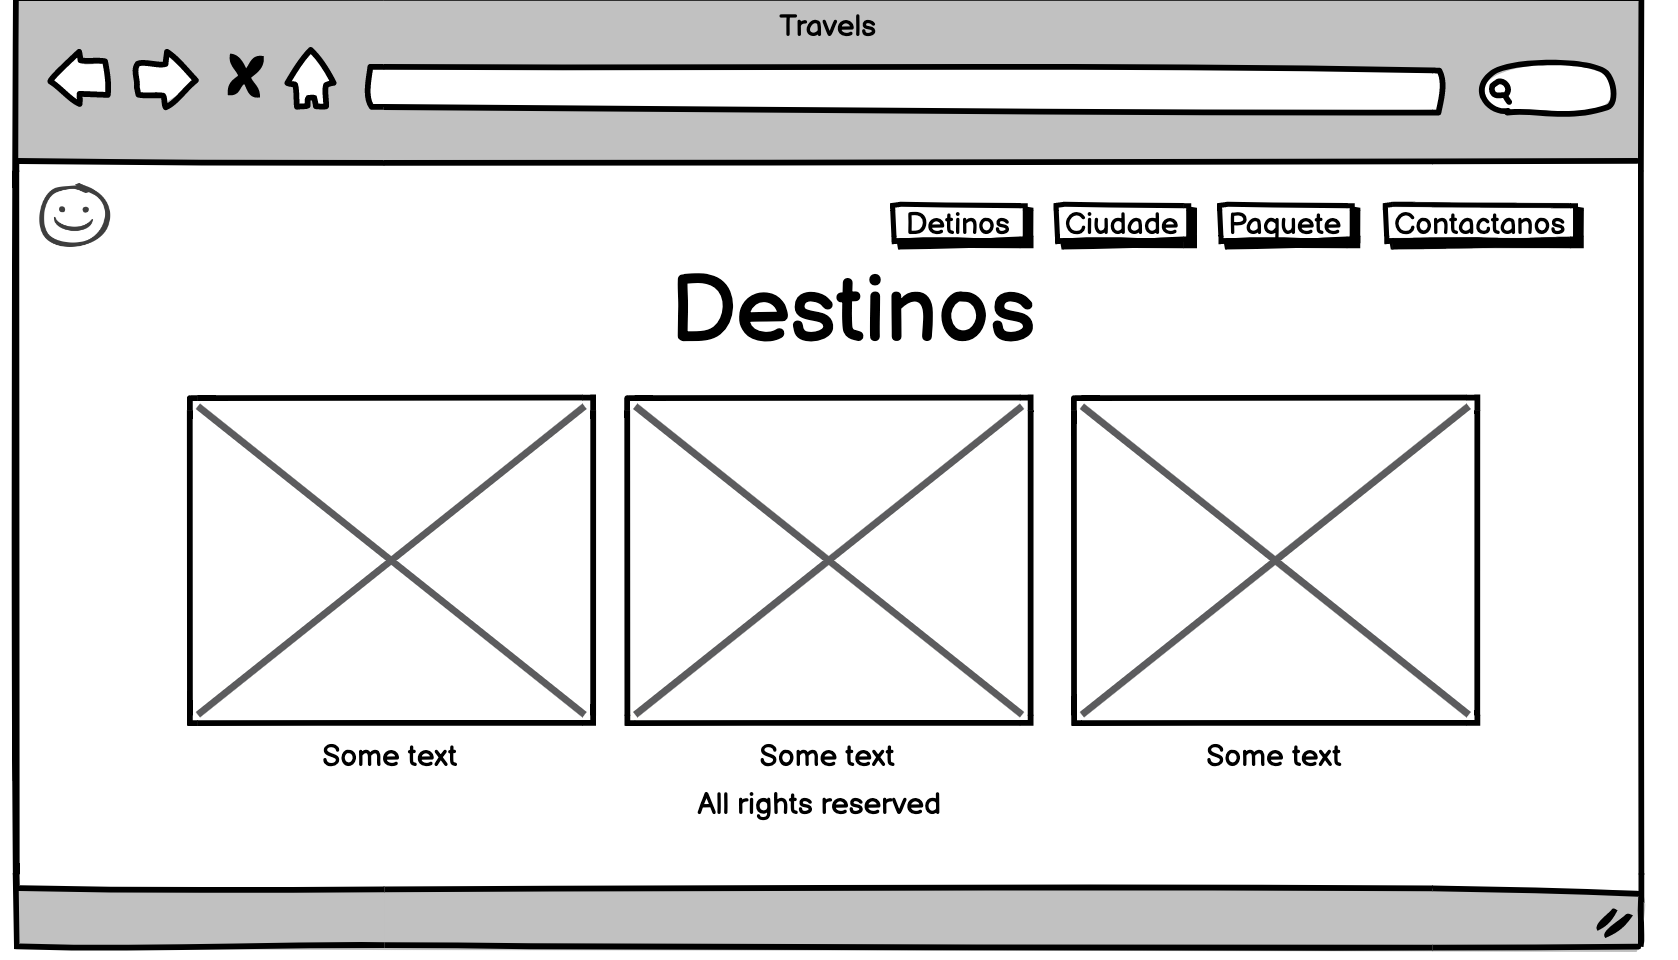 Travels
Detinos Ciudade Paquete Contactanos
Destinos
Some text Some text Some text
All rights reserved